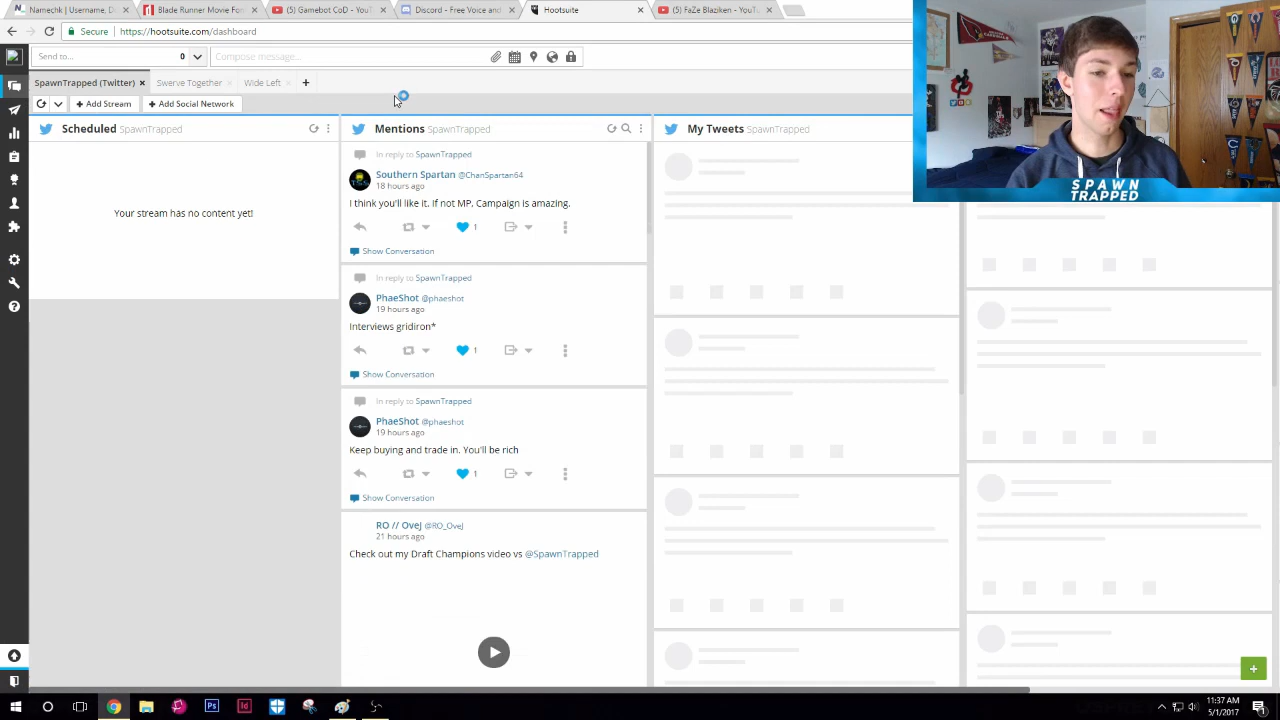 Namechk | Username, D
Blade Runner Movie Fo
(5) Gamebot CoD - YouT
Discord - Free Voice and
Hootsuite
(5) FaZe Blaziken - YouTu
Secure
https://hootsuite.com/dashboard
Send to...
0
Compose message...
SpawnTrapped (Twitter)
Swerve Together
Wide Left
Add Stream
Add Social Network
Scheduled SpawnTrapped
Your stream has no content yet!
Mentions SpawnTrapped
In reply to SpawnTrapped
Southern Spartan @ChanSpartan64
18 hours ago
I think you'll like it if not MP. Campaign is amazing.
1
Show Conversation
In reply to SpawnTrapped
PhaeShot @phaeshot
19 hours ago
Interviews gridiron*
1
Show Conversation
In reply to SpawnTrapped
PhaeShot @phaeshot
19 hours ago
Keep buying and trade in. You'll be rich
1
Show Conversation
RO // OveJ @RO_OveJ
21 hours ago
Check out my Draft Champions video vs @SpawnTrapped
My Tweets SpawnTrapped
SPAWN
TRAPPED
11:37 AM
5/1/2017